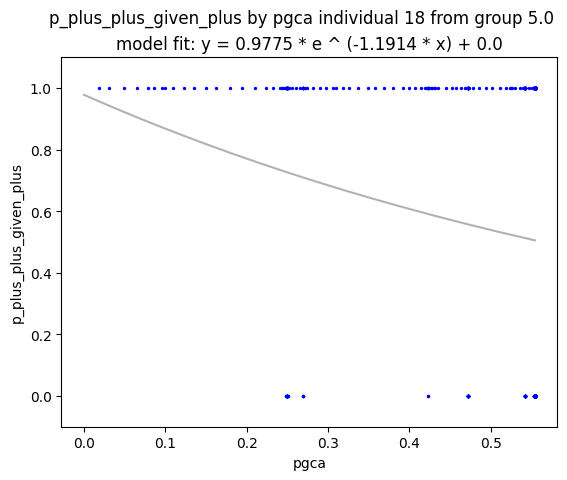 p_plus_plus_given_plus by pgca individual 18 from group 5.0
model fit: y = 0.9775 * e ^ (-1.1914 * x) + 0.0
1.0
0.8
0.6
0.4
0.2
0.0
p_plus_plus_given_plus
0.0 0.1 0.2 0.3 0.4 0.5
pgca